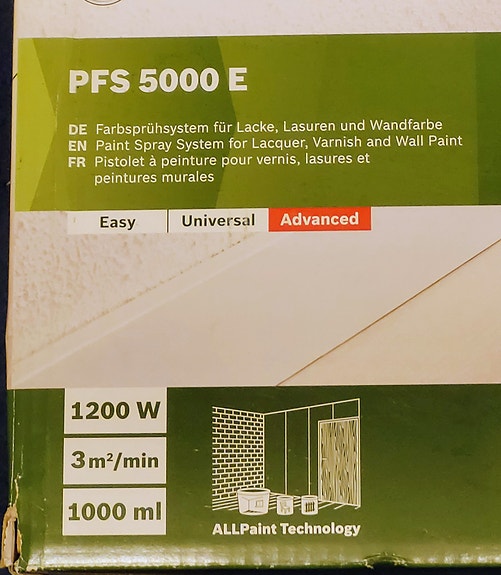 PFS 5000 E
DE Farbsprühsystem für Lacke, Lasuren und Wandfarbe
EN Paint Spray System for Lacquer, Varnish and Wall Paint
FR Pistolet à peinture pour vernis, lasures et
peintures murales
Easy Universal Advanced
1200 W
3 m²/min
1000 ml
ALLPaint Technology